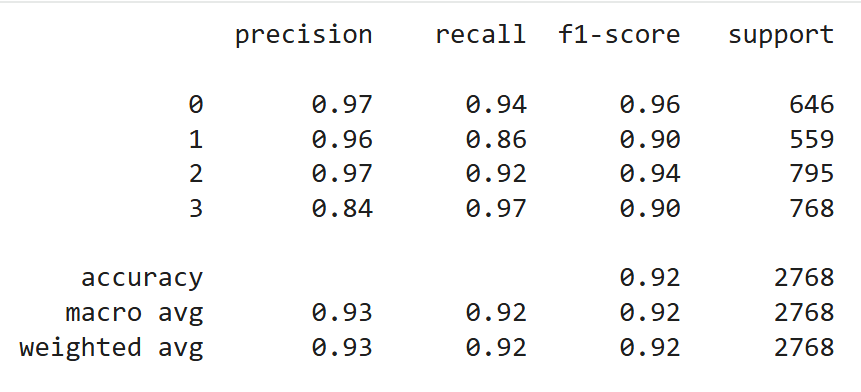 precision recall f1-score support
0 0.97 0.94 0.96 646
1 0.96 0.86 0.90 559
2 0.97 0.92 0.94 795
3 0.84 0.97 0.90 768
accuracy 0.92 2768
macro avg 0.93 0.92 0.92 2768
weighted avg 0.93 0.92 0.92 2768